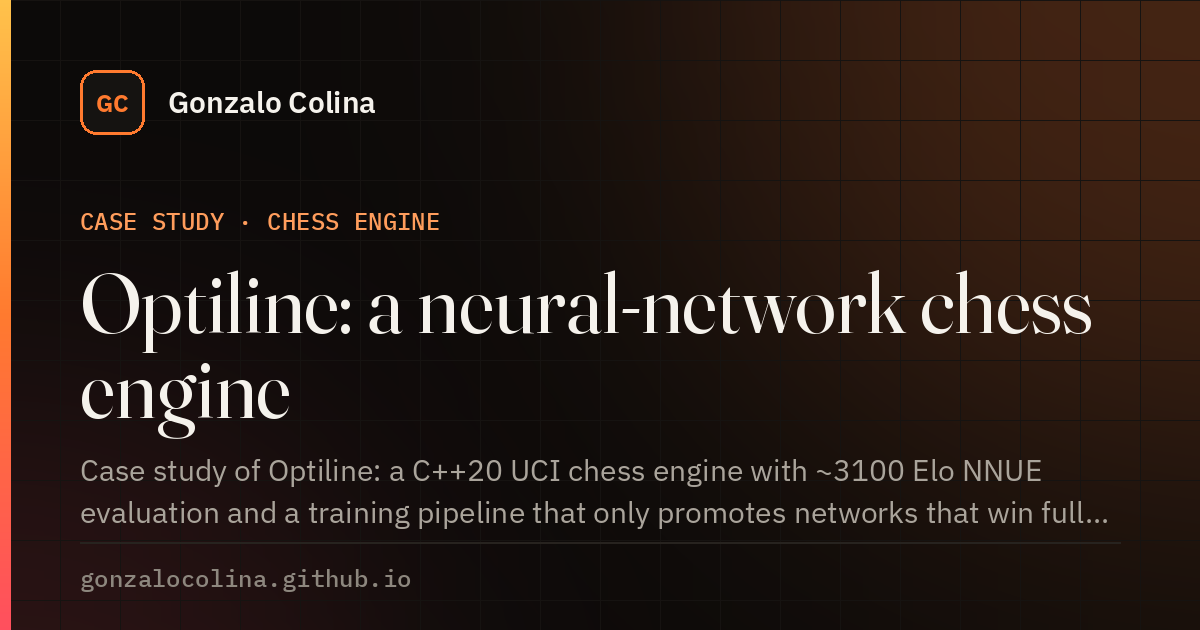 GC
Gonzalo Colina
CASE STUDY · CHESS ENGINE
Optiline: a neural-network chess
engine
Case study of Optiline: a C++20 UCI chess engine with ~3100 Elo NNUE
evaluation and a training pipeline that only promotes networks that win full…
gonzalocolina.github.io